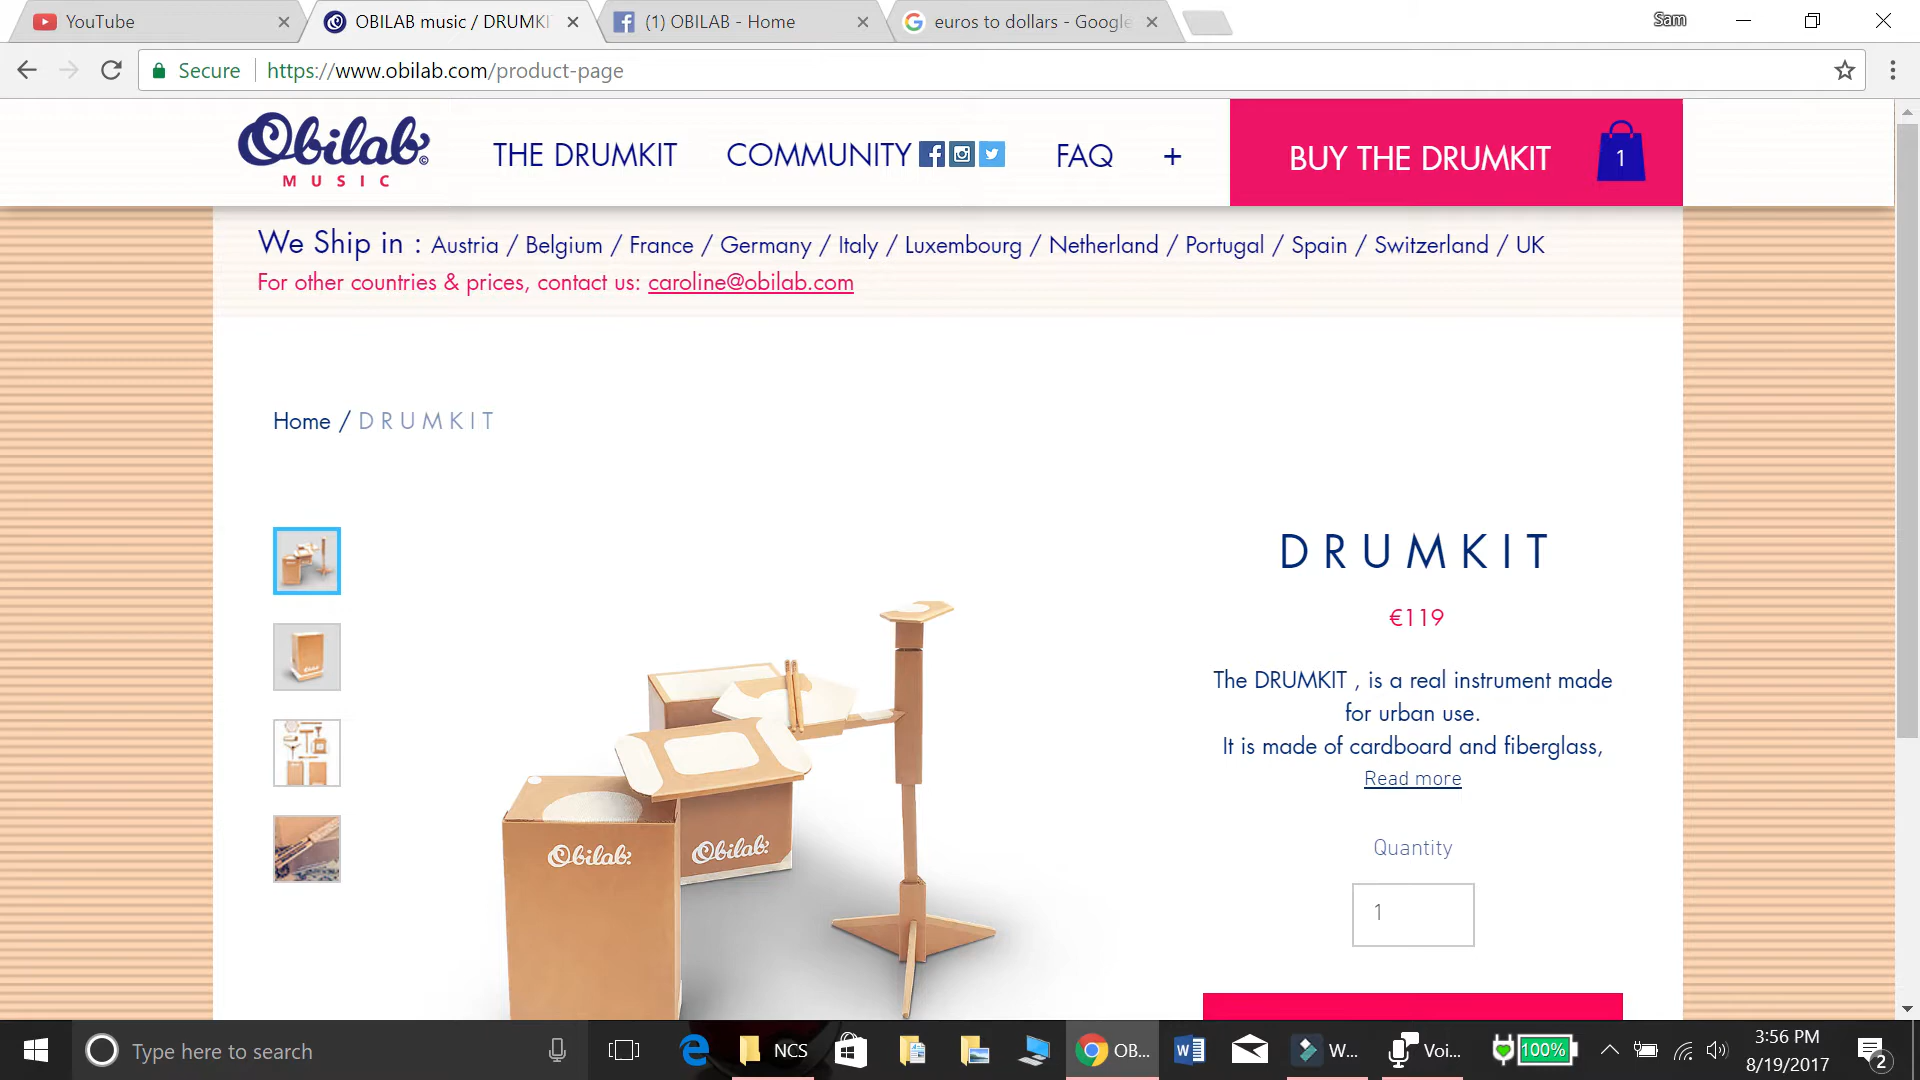 YouTube
OBILAB music / DRUMKI
(1) OBILAB - Home
euros to dollars - Google
Sam
Secure
https://www.obilab.com/product-page
Obilab
MUSIC
THE DRUMKIT
COMMUNITY
FAQ
+
BUY THE DRUMKIT
1
We Ship in : Austria / Belgium / France / Germany / Italy / Luxembourg / Netherland / Portugal / Spain / Switzerland / UK
For other countries & prices, contact us: caroline@obilab.com
Home / DRUMKIT
DRUMKIT
€119
The DRUMKIT , is a real instrument made
for urban use.
It is made of cardboard and fiberglass,
Read more
Quantity
1
Obilab
Obilab
Type here to search
NCS
OB...
W...
Voi...
100%
3:56 PM
8/19/2017
2